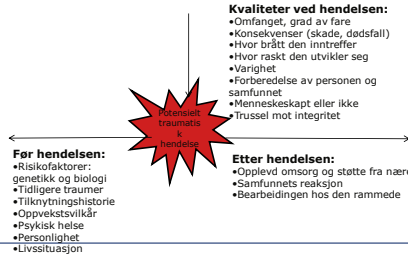 Kvaliteter ved hendelsen:
•Omfanget, grad av fare
•Konsekvenser (skade, dødsfall)
•Hvor brått den inntreffer
•Hvor raskt den utvikler seg
•Varighet
•Forberedelse av personen og
samfunnet
•Menneskeskapt eller ikke
•Trussel mot integritet
Potensielt
traumatis
k
hendelse
Før hendelsen:
•Risikofaktorer:
genetikk og biologi
•Tidligere traumer
•Tilknytningshistorie
•Oppvekstsvilkår
•Psykisk helse
•Personlighet
•Livssituasjon
Etter hendelsen:
•Opplevd omsorg og støtte fra nære
•Samfunnets reaksjon
•Bearbeidingen hos den rammede